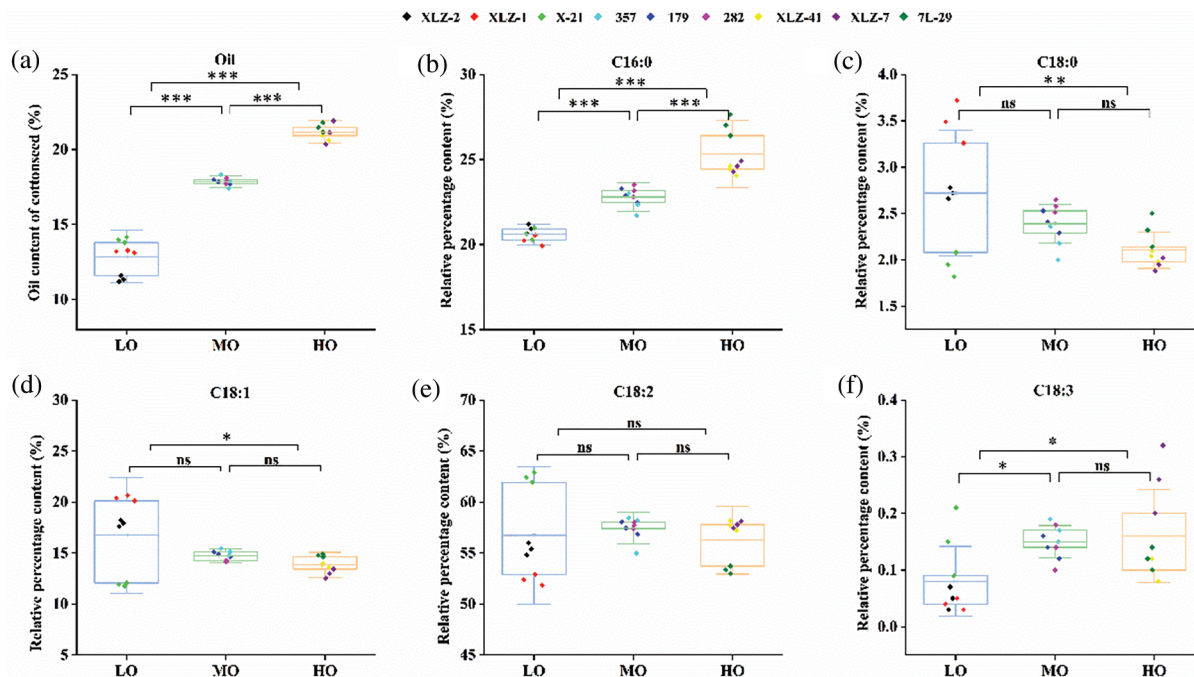 XLZ-2 XLZ-1 X-21 357 179 282 XLZ-41 XLZ-7 7L-29
(a) Oil
Oil content of cottonseed (%)
25
20
15
10
***
*** ***
LO MO HO
(b) C16:0
Relative percentage content (%)
30
25
20
15
***
*** ***
LO MO HO
(c) C18:0
Relative percentage content (%)
4.0
3.5
3.0
2.5
2.0
1.5
**
ns ns
LO MO HO
(d) C18:1
Relative percentage content (%)
30
25
20
15
10
5
*
ns ns
LO MO HO
(e) C18:2
Relative percentage content (%)
70
65
60
55
50
45
ns
ns ns
LO MO HO
(f) C18:3
Relative percentage content (%)
0.4
0.3
0.2
0.1
0.0
*
* ns
LO MO HO